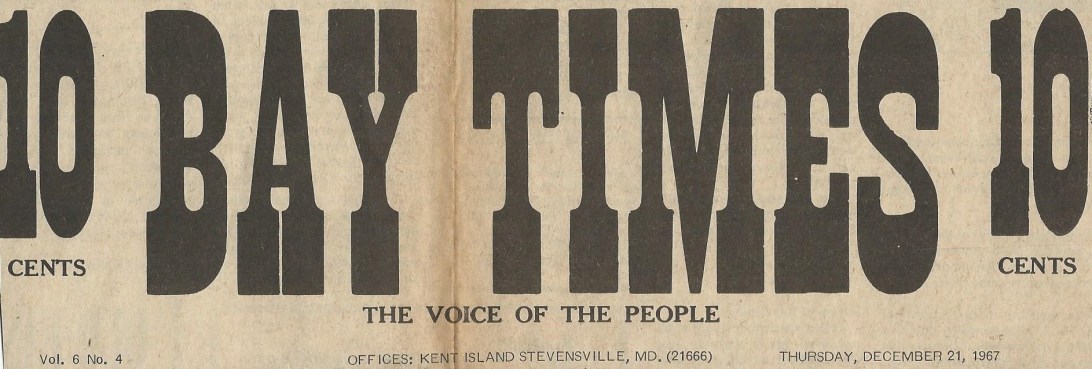 10 BAY TIMES 10
CENTS CENTS
THE VOICE OF THE PEOPLE
Vol. 6 No. 4 OFFICES: KENT ISLAND STEVENSVILLE, MD. (21666) THURSDAY, DECEMBER 21, 1967